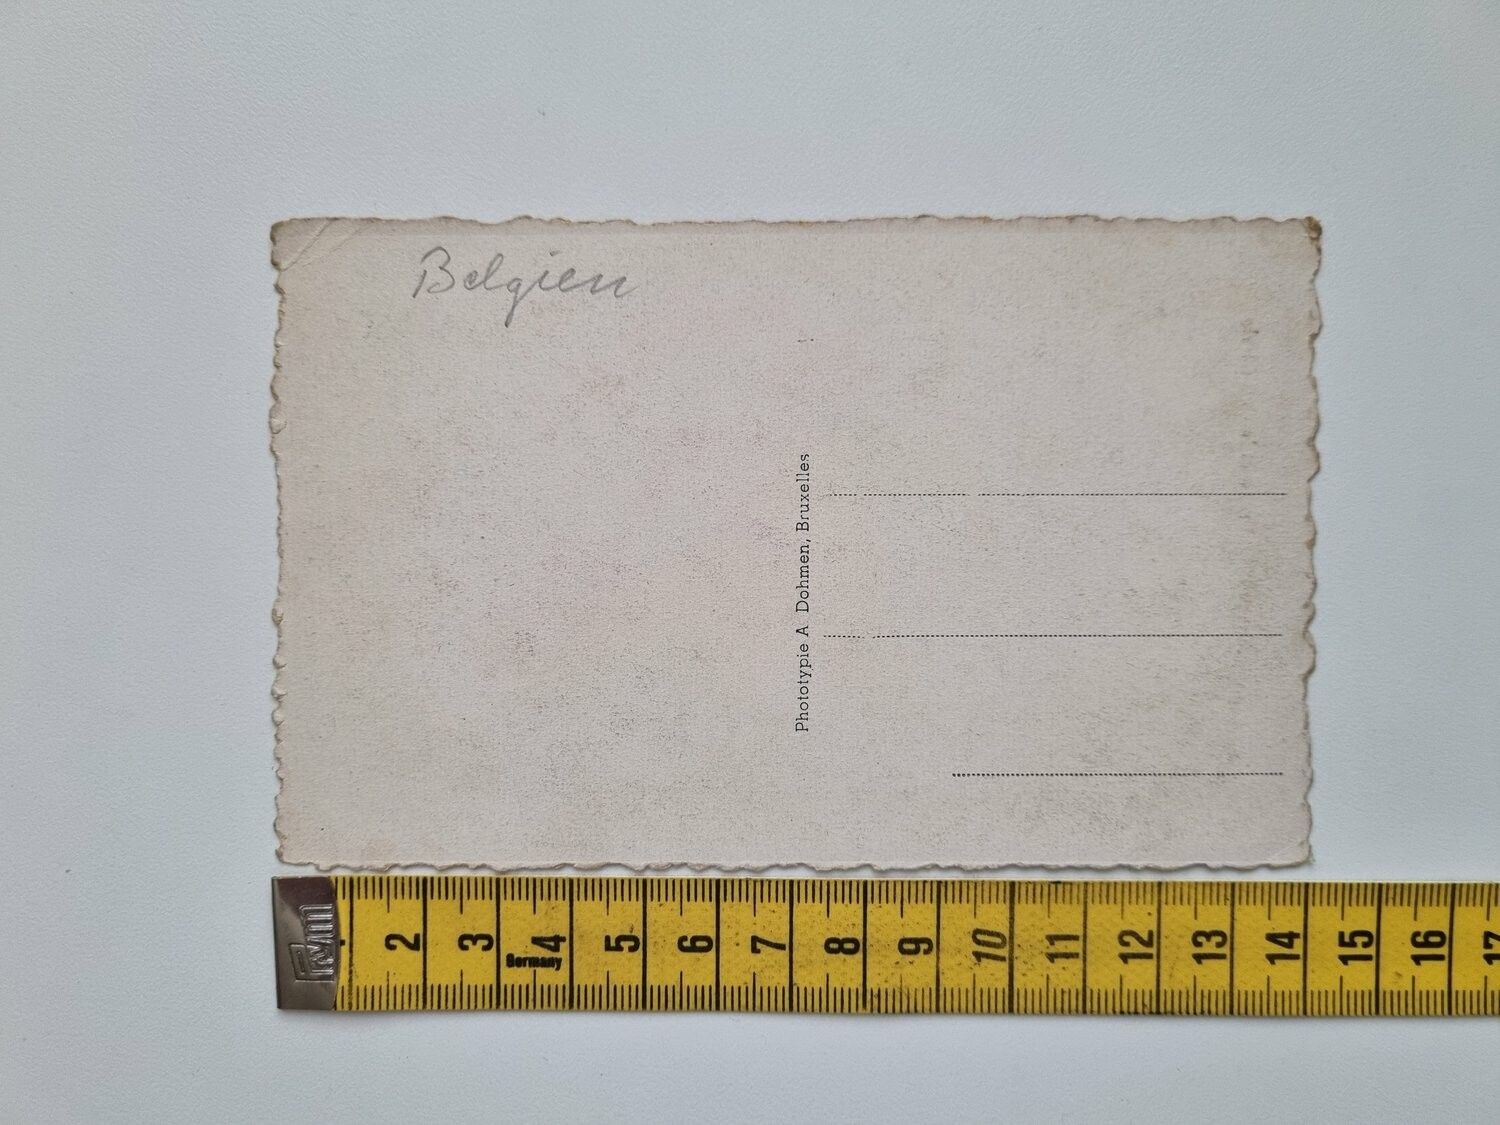 Belgien
Phototypie A Dohmen, Bruxelles
Pym
2 3 4 5 6 7 8 9 10 11 12 13 14 15 16 17
Germany